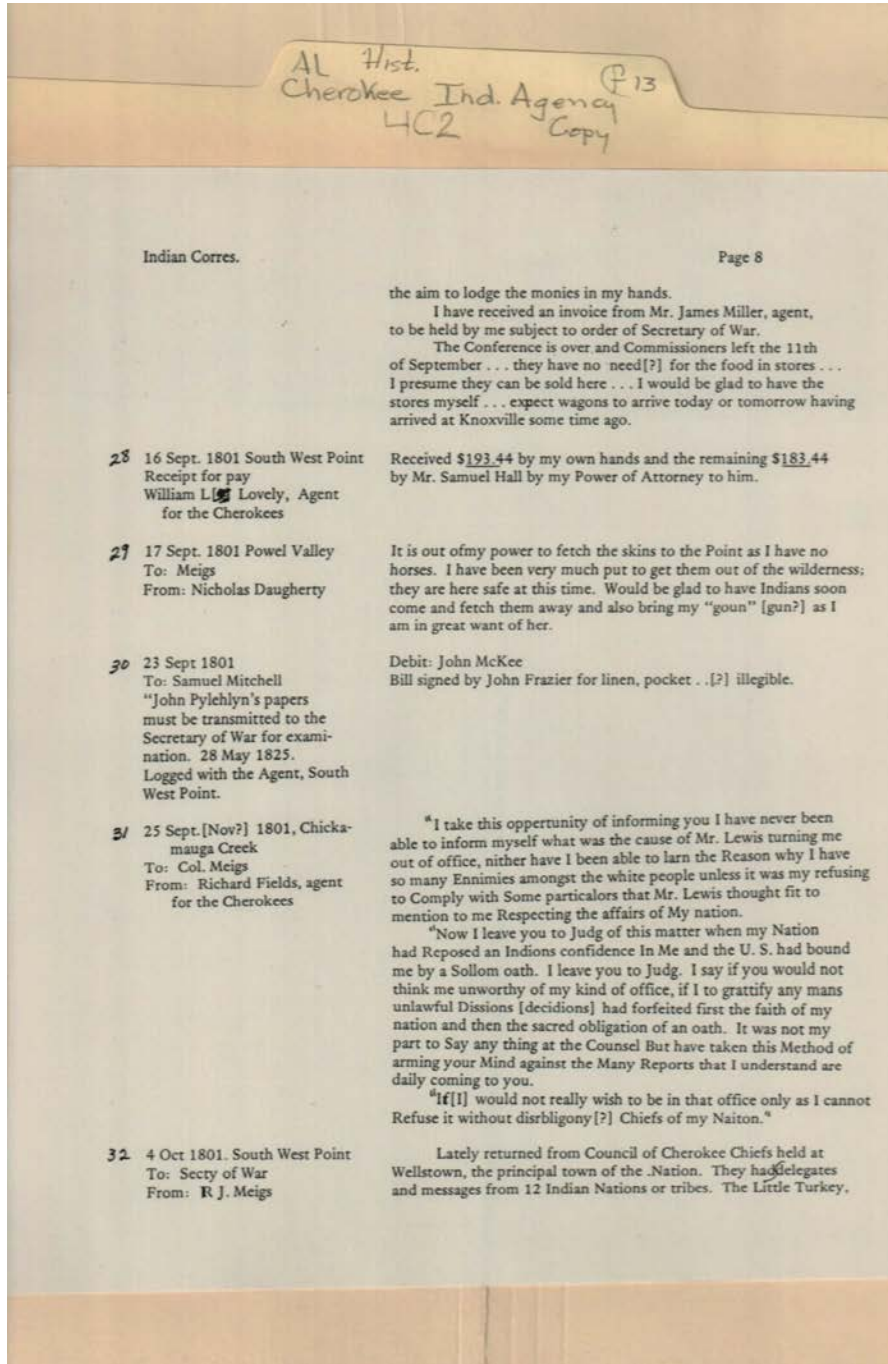 AL Hist.
Cherokee Ind. Agency
4C2 Copy
F 13
Indian Corres.
Page 8
the aim to lodge the monies in my hands.
I have received an invoice from Mr. James Miller, agent,
to be held by me subject to order of Secretary of War.
The Conference is over and Commissioners left the 11th
of September . . . they have no need[?] for the food in stores . . .
I presume they can be sold here . . . I would be glad to have the
stores myself . . . expect wagons to arrive today or tomorrow having
arrived at Knoxville some time ago.
28 16 Sept. 1801 South West Point
Receipt for pay
William L[ Lovely, Agent
for the Cherokees
Received $193.44 by my own hands and the remaining $183.44
by Mr. Samuel Hall by my Power of Attorney to him.
29 17 Sept. 1801 Powel Valley
To: Meigs
From: Nicholas Daugherty
It is out ofmy power to fetch the skins to the Point as I have no
horses. I have been very much put to get them out of the wilderness;
they are here safe at this time. Would be glad to have Indians soon
come and fetch them away and also bring my "goun" [gun?] as I
am in great want of her.
30 23 Sept 1801
To: Samuel Mitchell
"John Pylehlyn's papers
must be transmitted to the
Secretary of War for exami-
nation. 28 May 1825.
Logged with the Agent, South
West Point.
Debit: John McKee
Bill signed by John Frazier for linen, pocket . .[?] illegible.
31 25 Sept.[Nov?] 1801, Chicka-
mauga Creek
To: Col. Meigs
From: Richard Fields, agent
for the Cherokees
"I take this oppertunity of informing you I have never been
able to inform myself what was the cause of Mr. Lewis turning me
out of office, nither have I been able to larn the Reason why I have
so many Ennimies amongst the white people unless it was my refusing
to Comply with Some particalors that Mr. Lewis thought fit to
mention to me Respecting the affairs of My nation.
"Now I leave you to Judg of this matter when my Nation
had Reposed an Indions confidence In Me and the U. S. had bound
me by a Sollom oath. I leave you to Judg. I say if you would not
think me unworthy of my kind of office, if I to grattify any mans
unlawful Dissions [decidions] had forfeited first the faith of my
nation and then the sacred obligation of an oath. It was not my
part to Say any thing at the Counsel But have taken this Method of
arming your Mind against the Many Reports that I understand are
daily coming to you.
"If[I] would not really wish to be in that office only as I cannot
Refuse it without disrbligony[?] Chiefs of my Naiton."
32 4 Oct 1801. South West Point
To: Secty of War
From: R J. Meigs
Lately returned from Council of Cherokee Chiefs held at
Wellstown, the principal town of the .Nation. They had delegates
and messages from 12 Indian Nations or tribes. The Little Turkey,